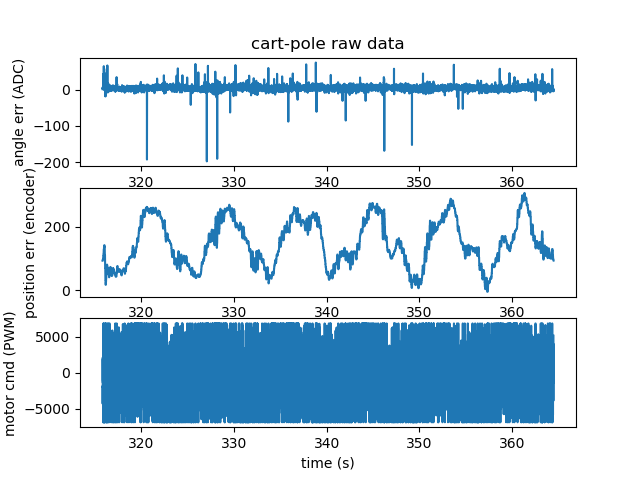 cart-pole raw data
angle err (ADC)
0
−100
−200
320 330 340 350 360
position err (encoder)
200
0
320 330 340 350 360
motor cmd (PWM)
5000
0
−5000
320 330 340 350 360
time (s)